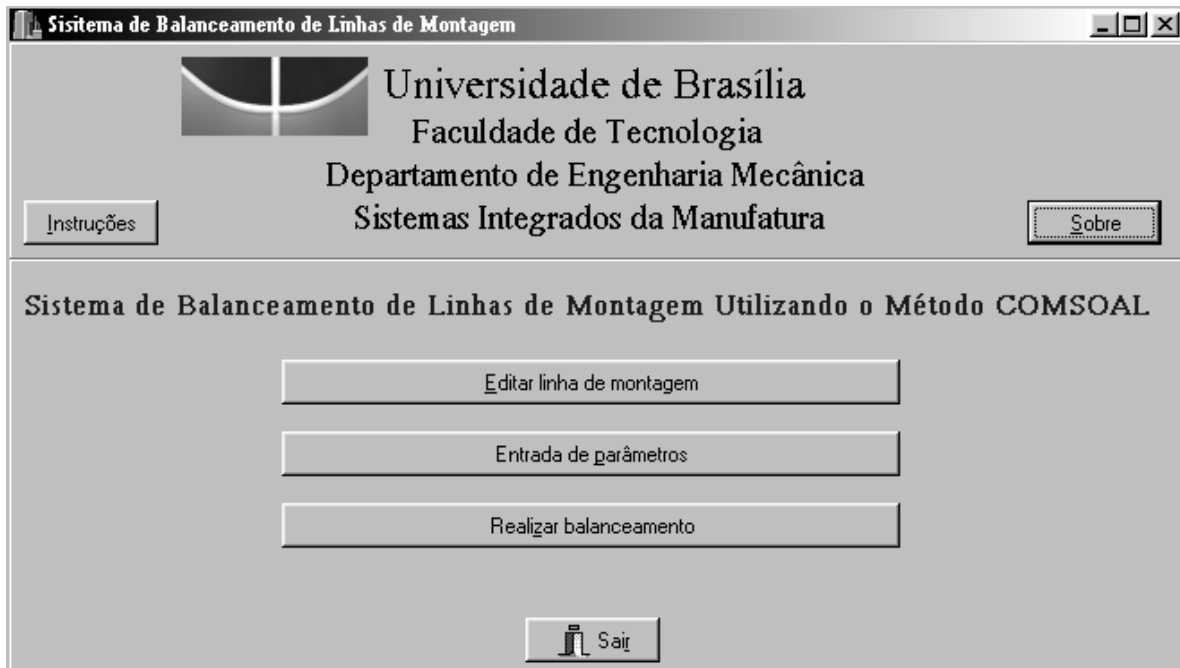 Sisitema de Balanceamento de Linhas de Montagem
Universidade de Brasília
Faculdade de Tecnologia
Departamento de Engenharia Mecânica
Sistemas Integrados da Manufatura
Instruções
Sobre
Sistema de Balanceamento de Linhas de Montagem Utilizando o Método COMSOAL
Editar linha de montagem
Entrada de parâmetros
Realizar balanceamento
Sair